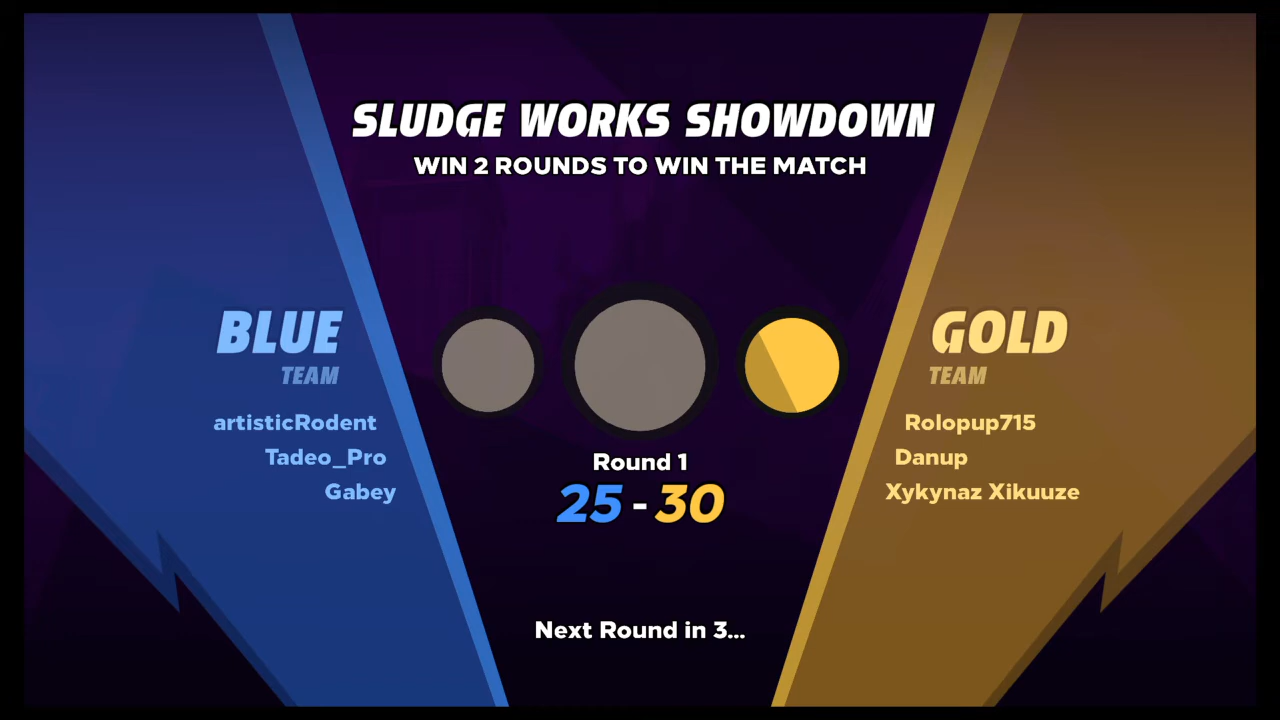 SLUDGE WORKS SHOWDOWN
WIN 2 ROUNDS TO WIN THE MATCH
BLUE
TEAM
artisticRodent
Tadeo_Pro
Gabey
GOLD
TEAM
Rolopup715
Danup
Xykynaz Xikuuze
Round 1
25 - 30
Next Round in 3...